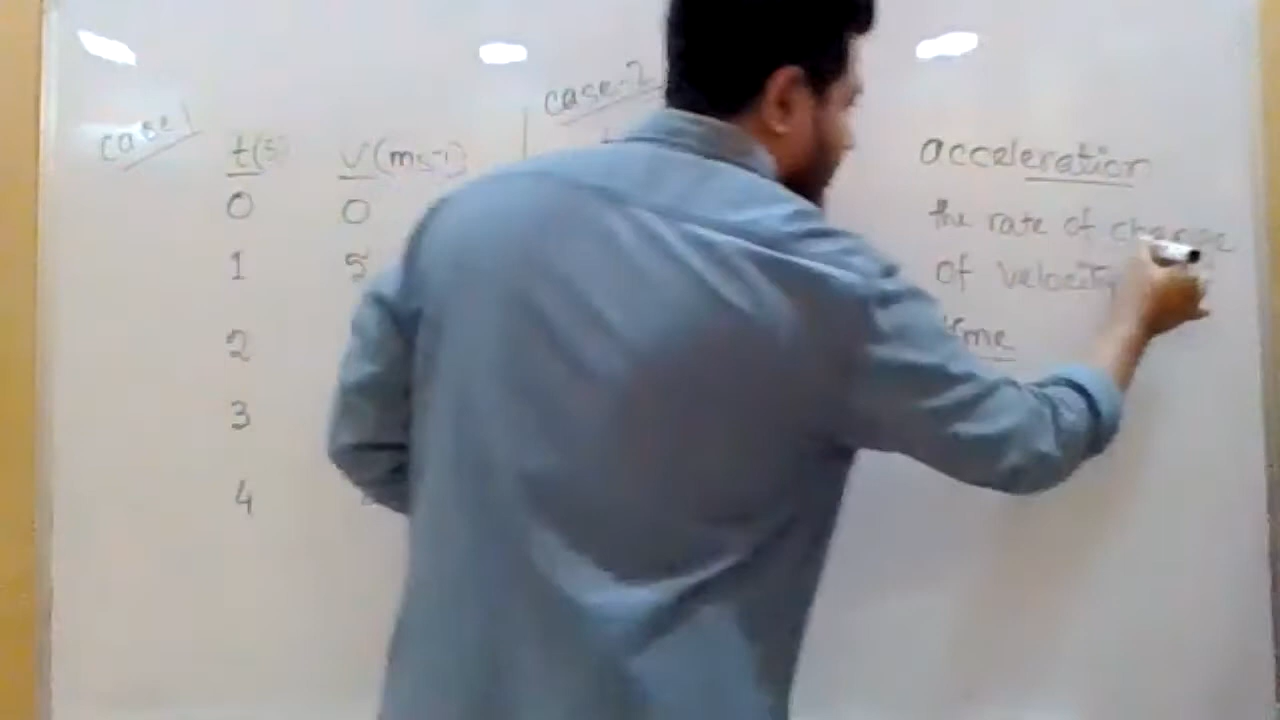 case 1
t(s) v(ms-1)
0 0
1 5
2
3
4
case-2
acceleration
the rate of change
of velocity
time